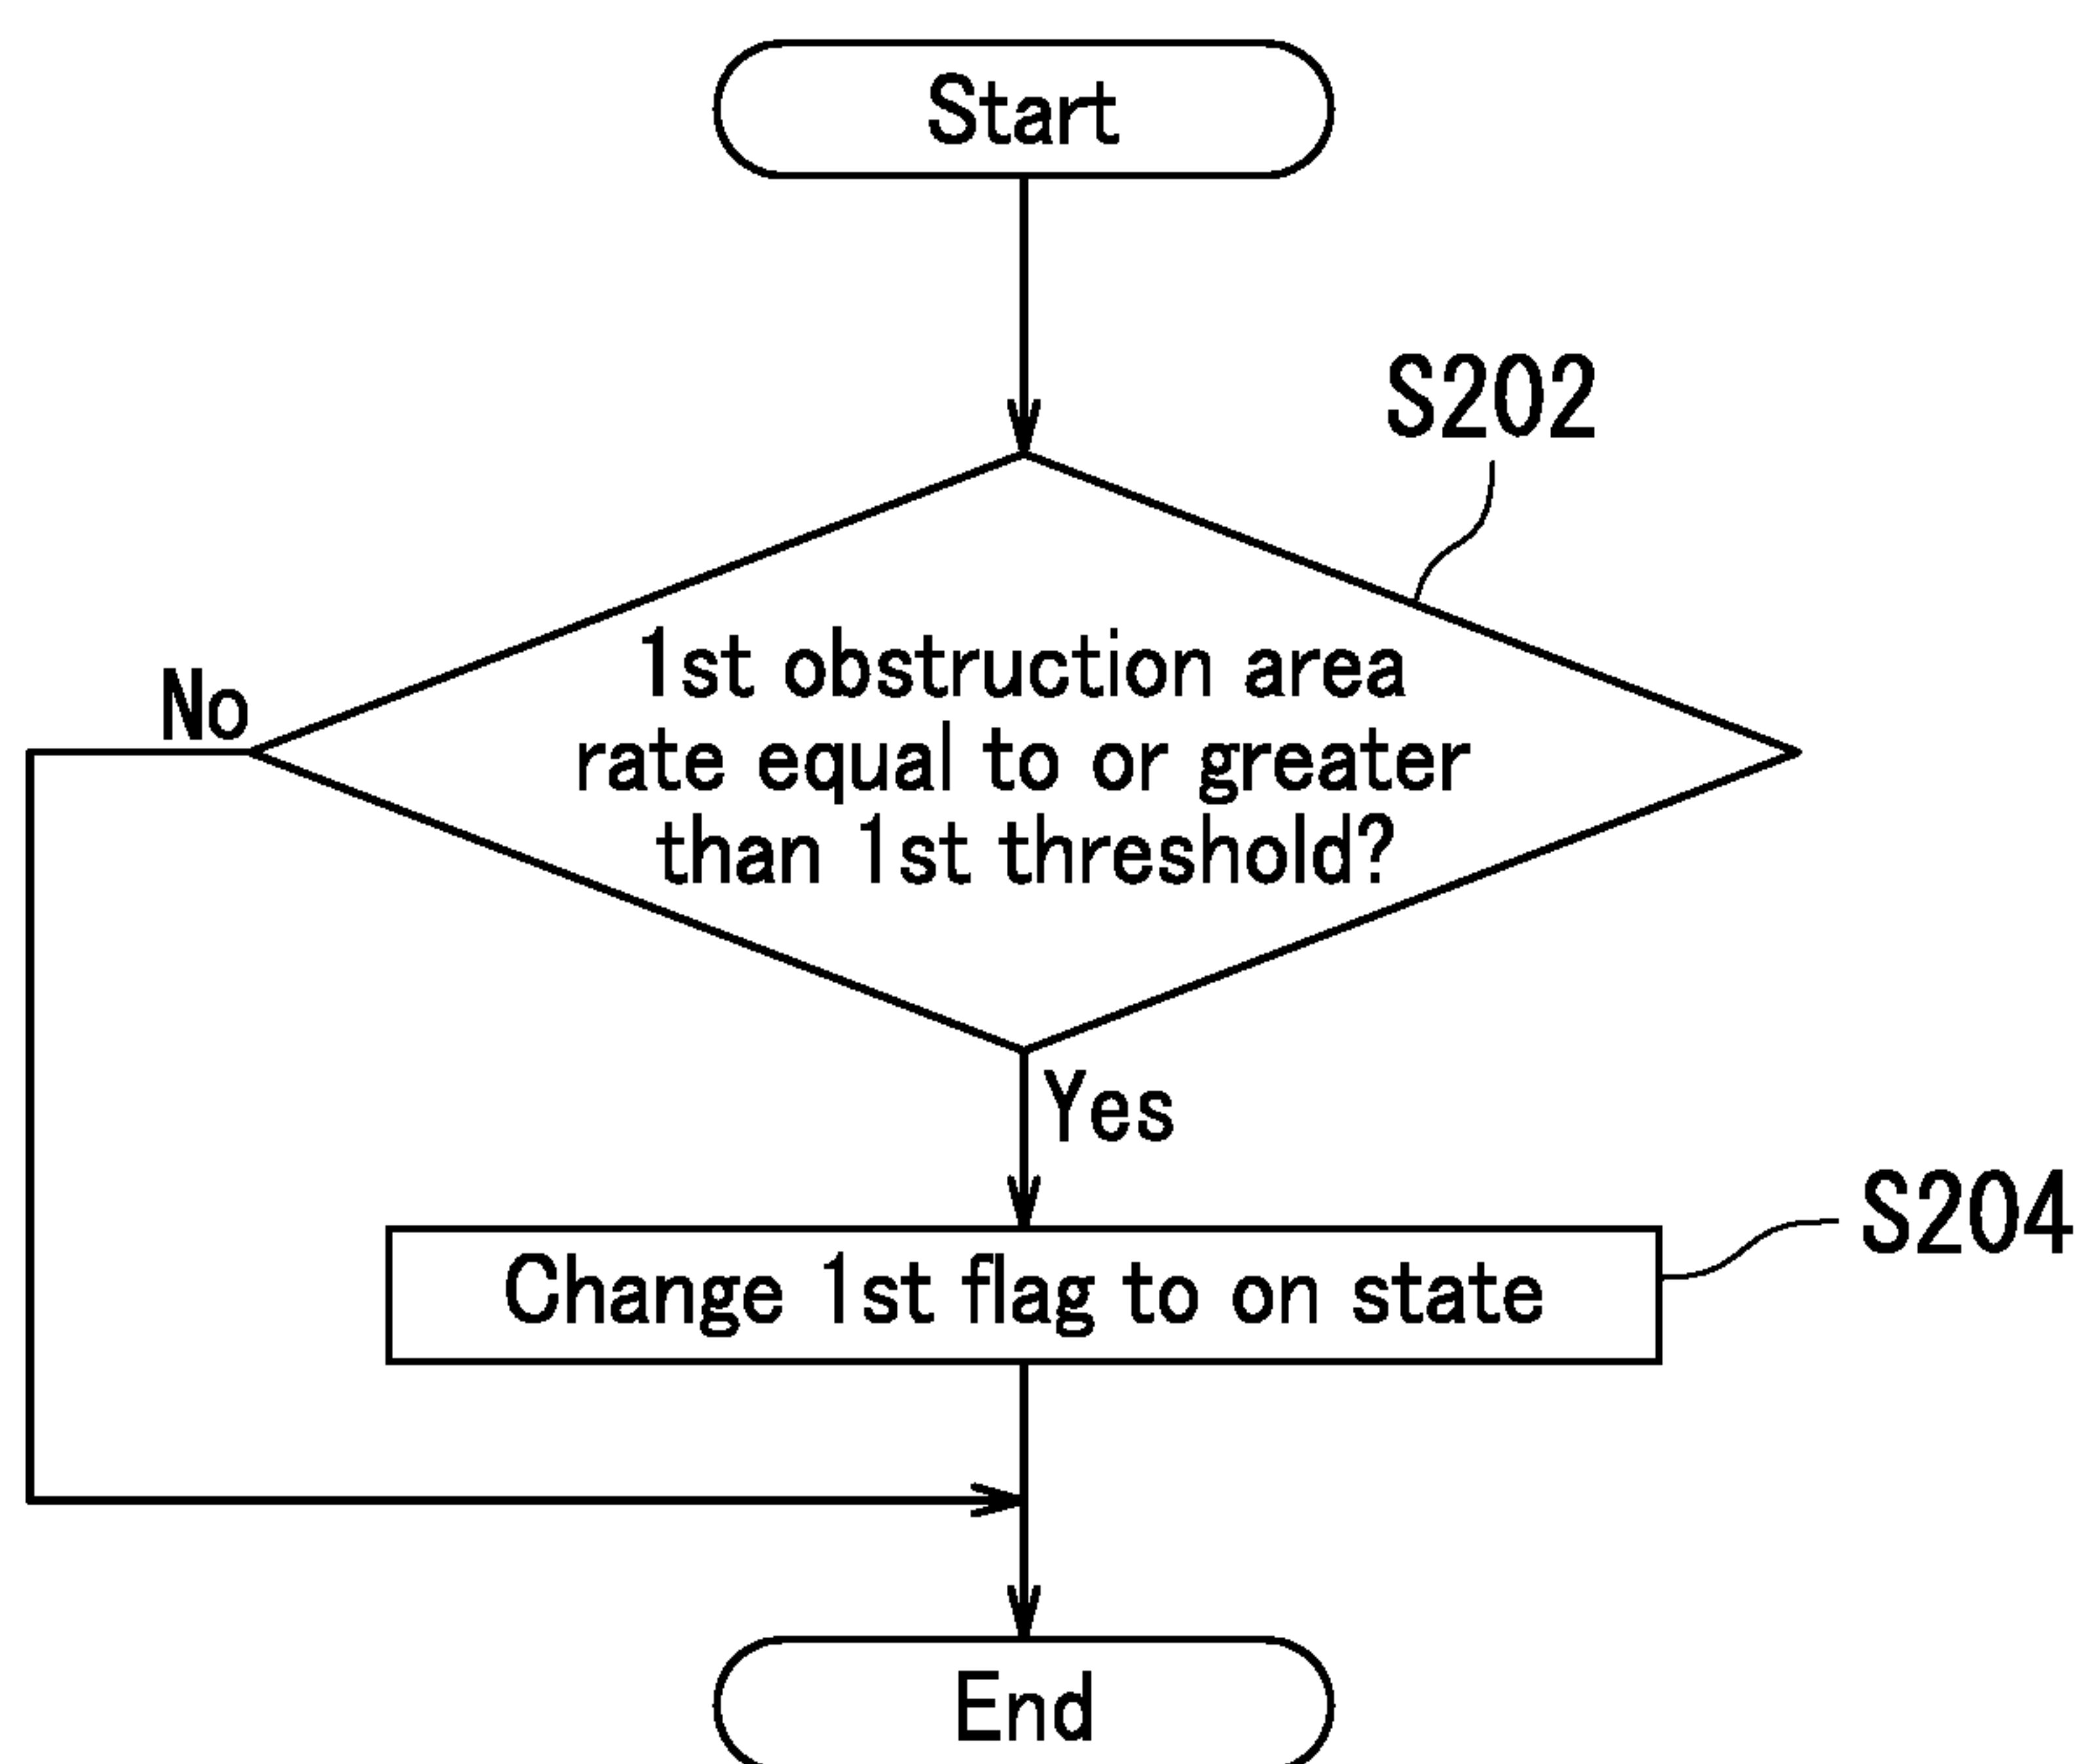 Start
S202
1st obstruction area
rate equal to or greater
than 1st threshold?
No
Yes
Change 1st flag to on state
S204
End